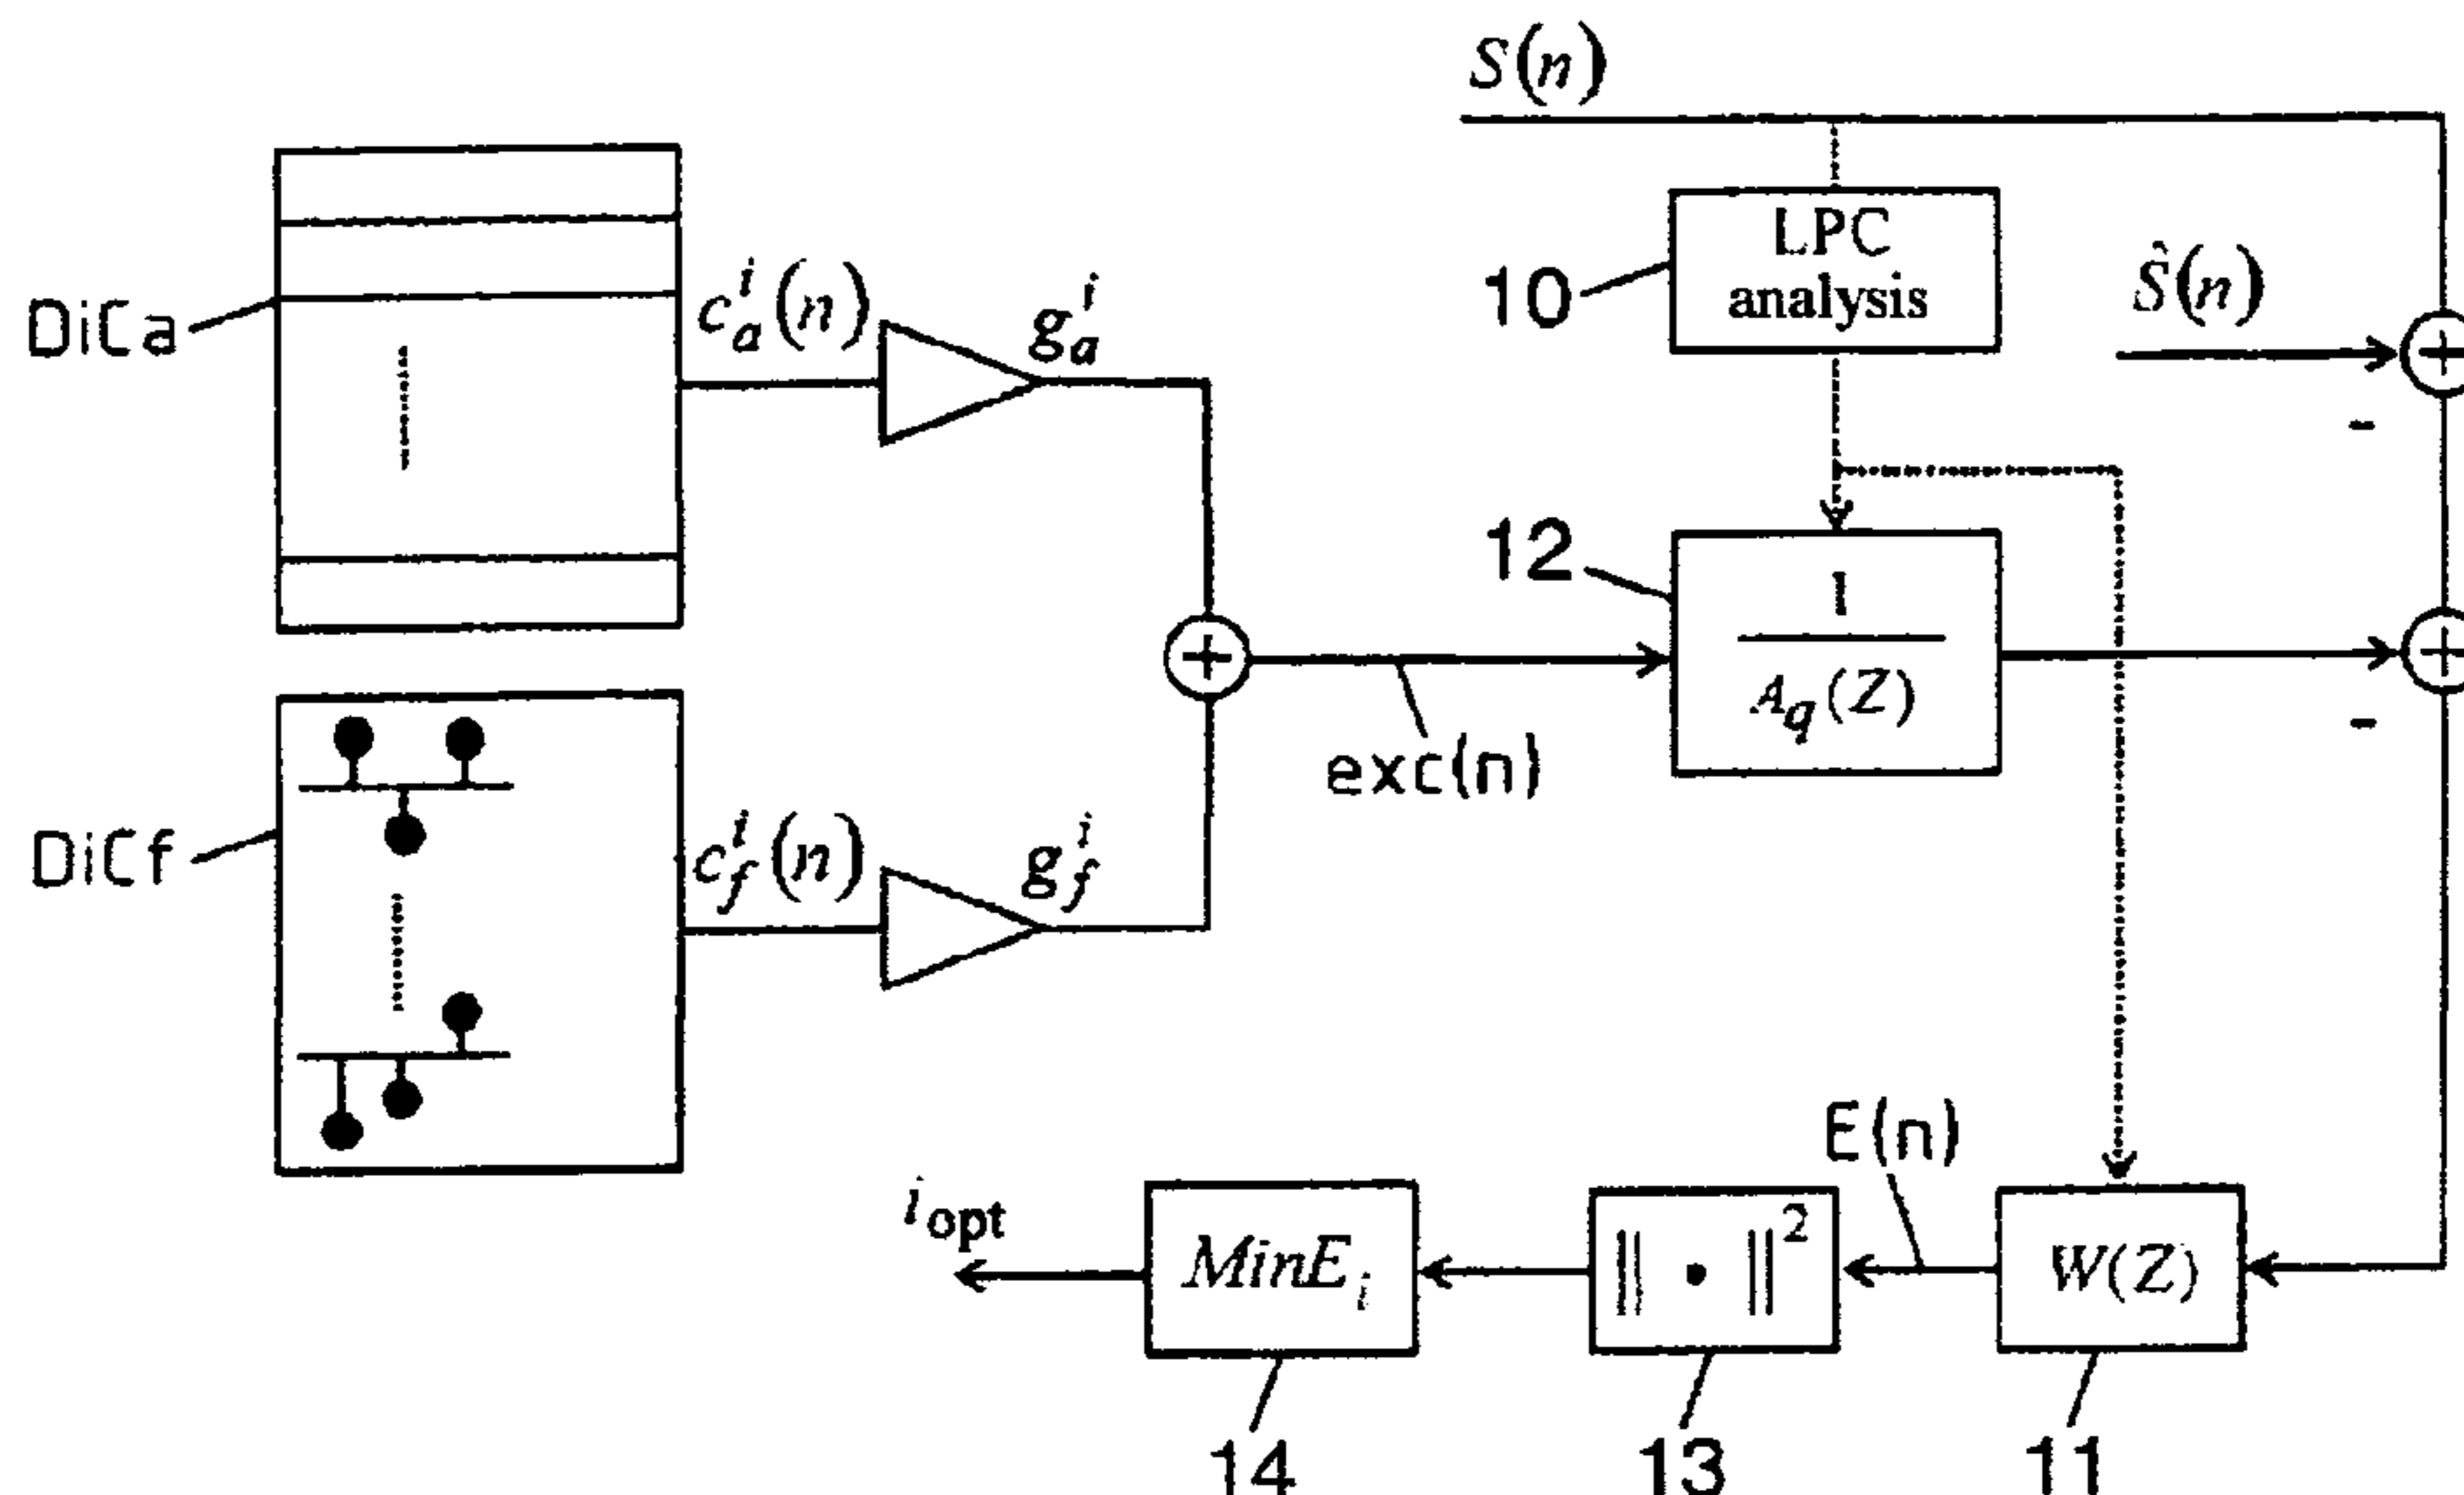 S(n)
LPC
analysis
10
Ŝ(n)
DiCa
c_a^i(n)
g_a^i
+
-
12
1
A_q(Z)
+
exc(n)
+
-
DiCf
c_f^i(n)
g_f^i
E(n)
i_opt
MinE_i
‖ • ‖²
W(Z)
14
13
11